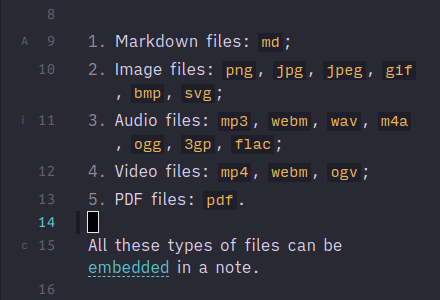 8
A 9 1. Markdown files: md;
10 2. Image files: png, jpg, jpeg, gif
, bmp, svg;
i 11 3. Audio files: mp3, webm, wav, m4a
, ogg, 3gp, flac;
12 4. Video files: mp4, webm, ogv;
13 5. PDF files: pdf.
14
c 15 All these types of files can be
embedded in a note.
16